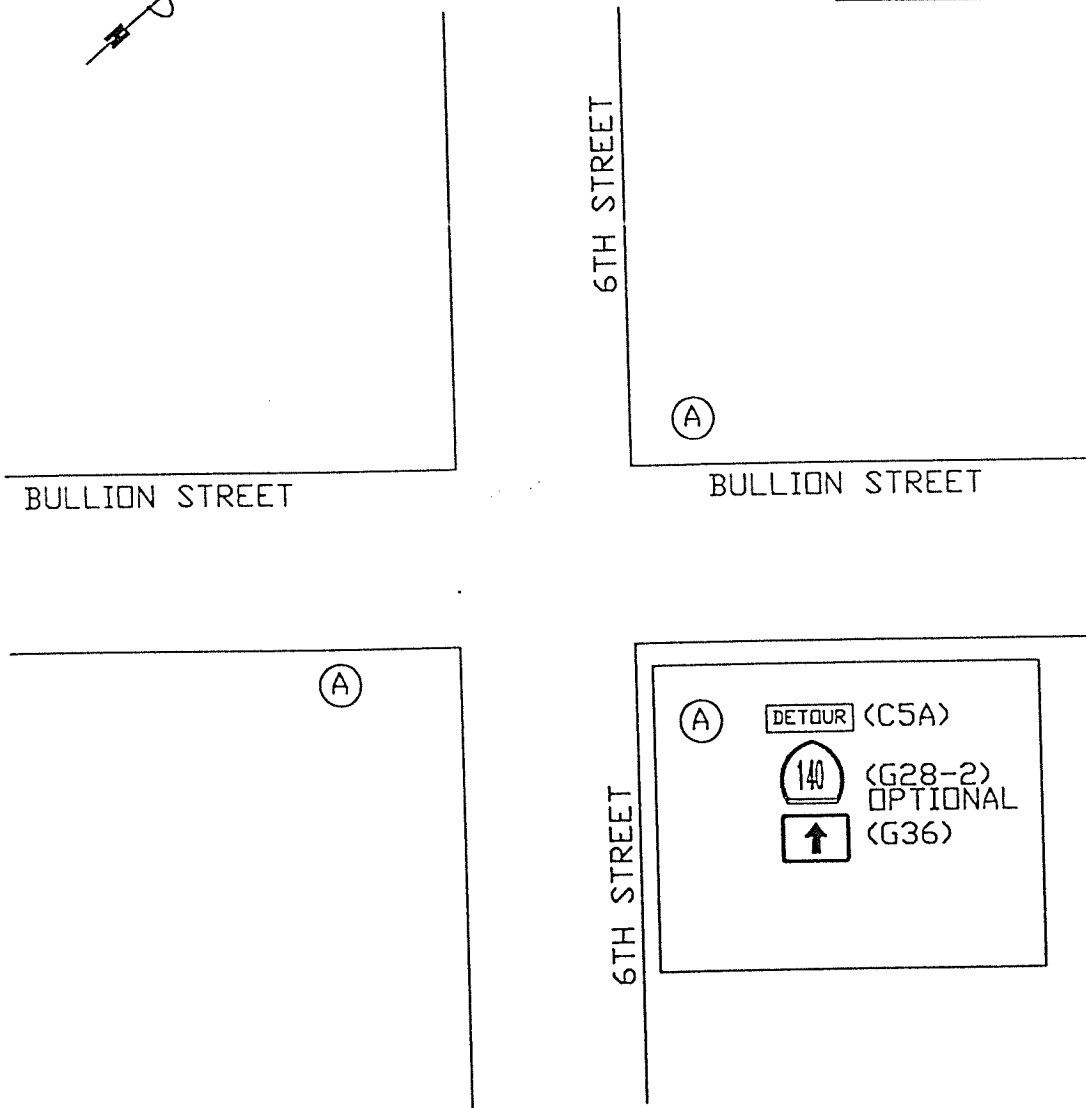 N
6TH STREET
A
BULLION STREET
BULLION STREET
A
A
DETOUR (C5A)
140 (G28-2)
OPTIONAL
(G36)
6TH STREET